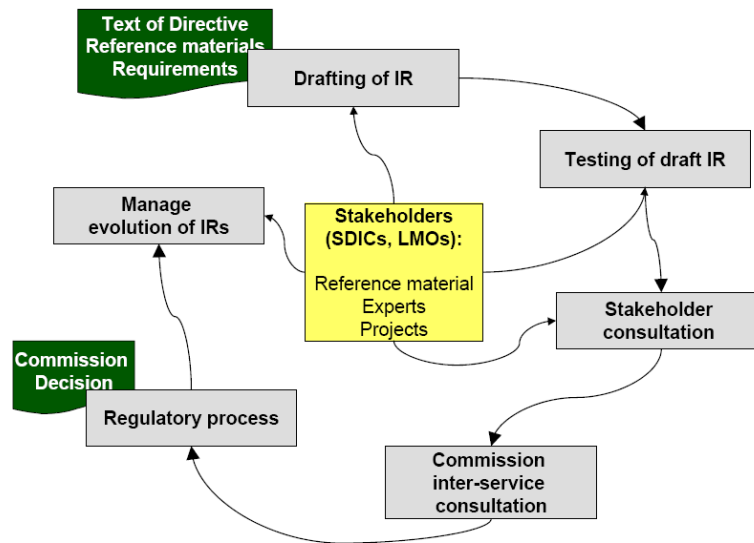 Text of Directive
Reference materials
Requirements
Drafting of IR
Testing of draft IR
Manage
evolution of IRs
Stakeholders
(SDICs, LMOs):
Reference material
Experts
Projects
Stakeholder
consultation
Commission
Decision
Regulatory process
Commission
inter-service
consultation